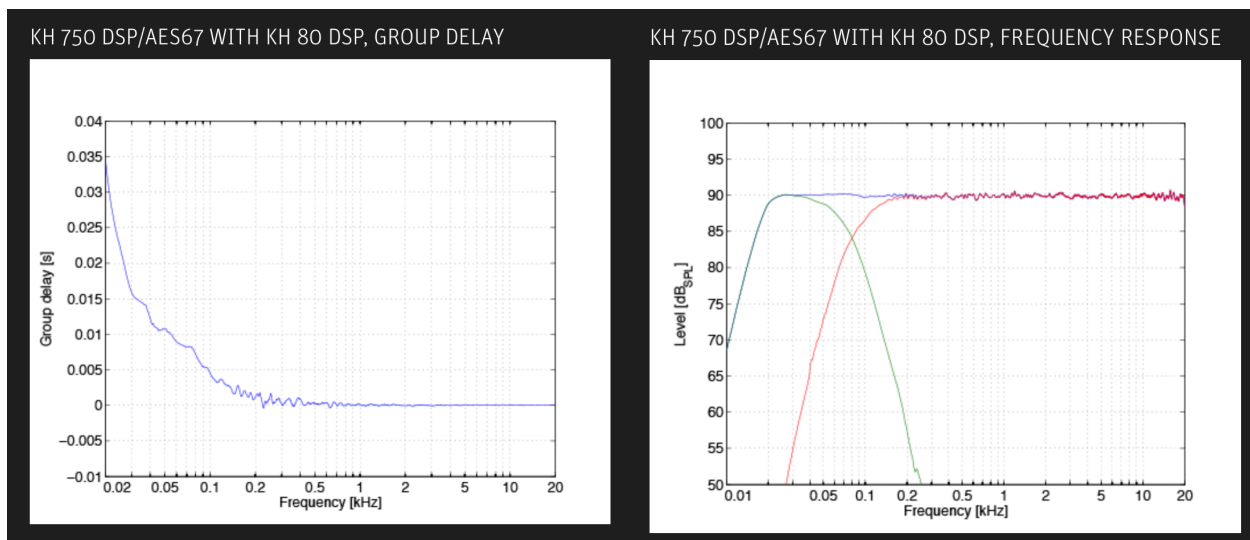 KH 750 DSP/AES67 WITH KH 80 DSP, GROUP DELAY
0.04
0.035
0.03
0.025
0.02
0.015
0.01
0.005
0
−0.005
−0.01
0.02 0.05 0.1 0.2 0.5 1 2 5 10 20
Group delay [s]
Frequency [kHz]
KH 750 DSP/AES67 WITH KH 80 DSP, FREQUENCY RESPONSE
100
95
90
85
80
75
70
65
60
55
50
0.01 0.05 0.1 0.2 0.5 1 2 5 10 20
Level [dBSPL]
Frequency [kHz]